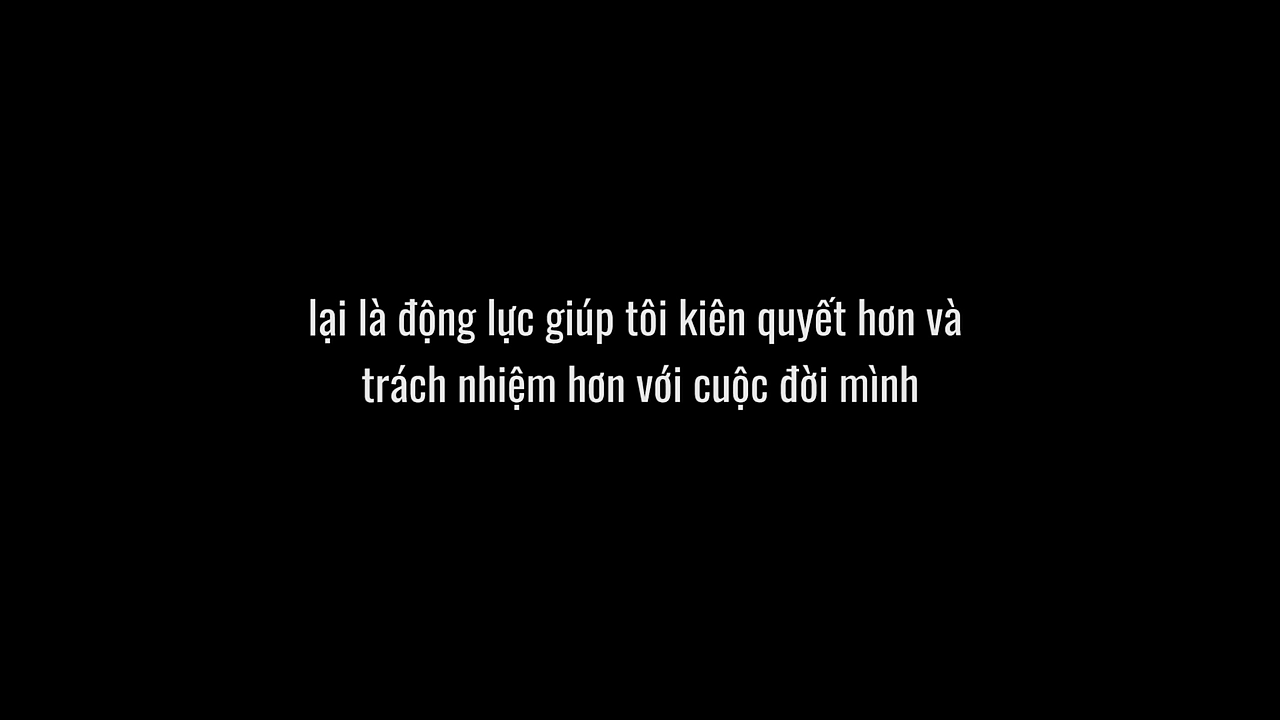 lại là động lực giúp tôi kiên quyết hơn và
trách nhiệm hơn với cuộc đời mình